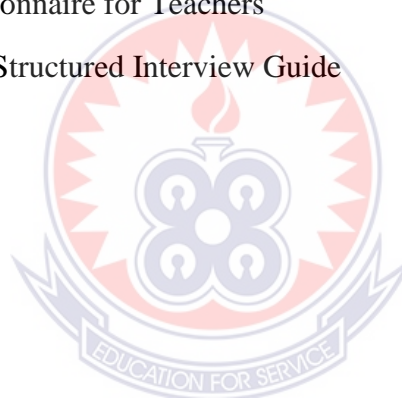 onnaire for Teachers
Structured Interview Guide
EDUCATION FOR SERVICE